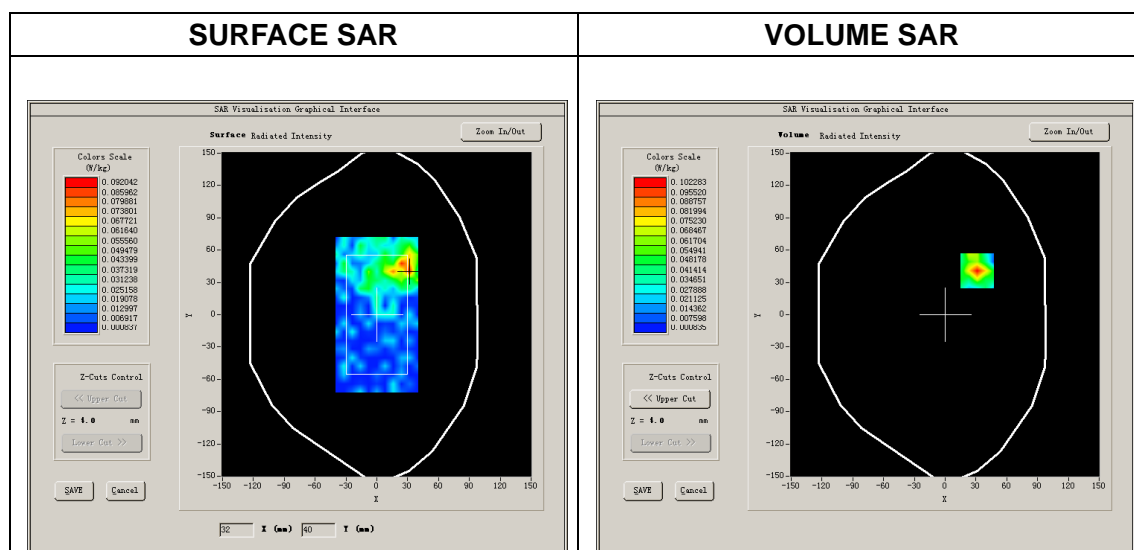 SURFACE SAR
VOLUME SAR
SAR Visualisation Graphical Interface
Surface Radiated Intensity
Zoom In/Out
Colors Scale
(W/kg)
0.092042
0.085962
0.079881
0.073801
0.067721
0.061640
0.055560
0.049479
0.043399
0.037319
0.031238
0.025158
0.019078
0.012997
0.006917
0.000837
150
120
90
60
30
0
-30
-60
-90
-120
-150
Y
-150 -120 -90 -60 -30 0 30 60 90 120 150
X
Z-Cuts Control
<< Upper Cut
Z = 4.0 mm
Lower Cut >>
SAVE
Cancel
32 X (mm) 40 Y (mm)
SAR Visualisation Graphical Interface
Volume Radiated Intensity
Zoom In/Out
Colors Scale
(W/kg)
0.102283
0.095520
0.088757
0.081994
0.075230
0.068467
0.061704
0.054941
0.048178
0.041414
0.034651
0.027888
0.021125
0.014362
0.007598
0.000835
150
120
90
60
30
0
-30
-60
-90
-120
-150
Y
-150 -120 -90 -60 -30 0 30 60 90 120 150
X
Z-Cuts Control
<< Upper Cut
Z = 4.0 mm
Lower Cut >>
SAVE
Cancel